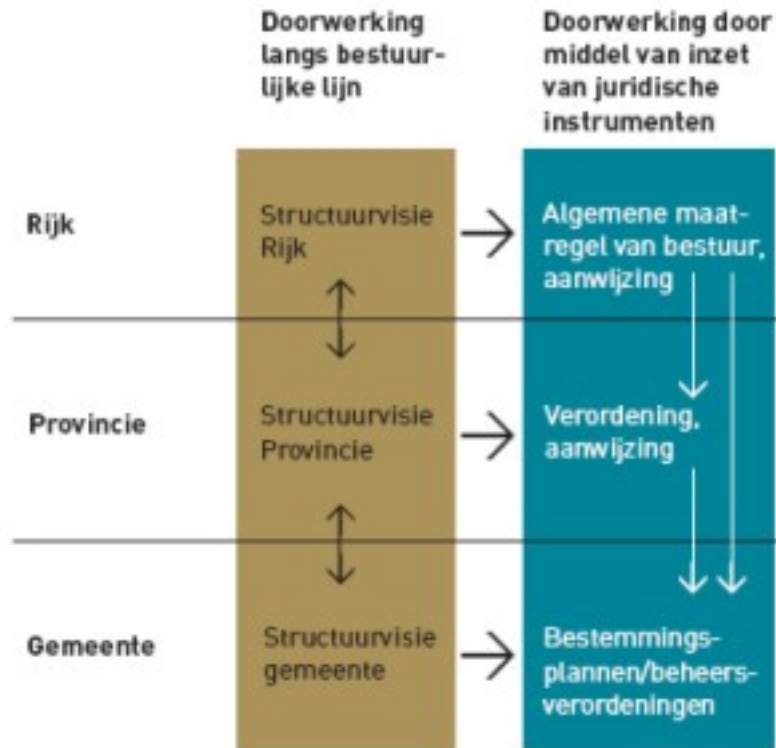 Doorwerking
langs bestuur-
lijke lijn
Doorwerking door
middel van inzet
van juridische
instrumenten
Rijk
Structuurvisie
Rijk
Algemene maat-
regel van bestuur,
aanwijzing
Provincie
Structuurvisie
Provincie
Verordening,
aanwijzing
Gemeente
Structuurvisie
gemeente
Bestemmings-
plannen/beheers-
verordeningen